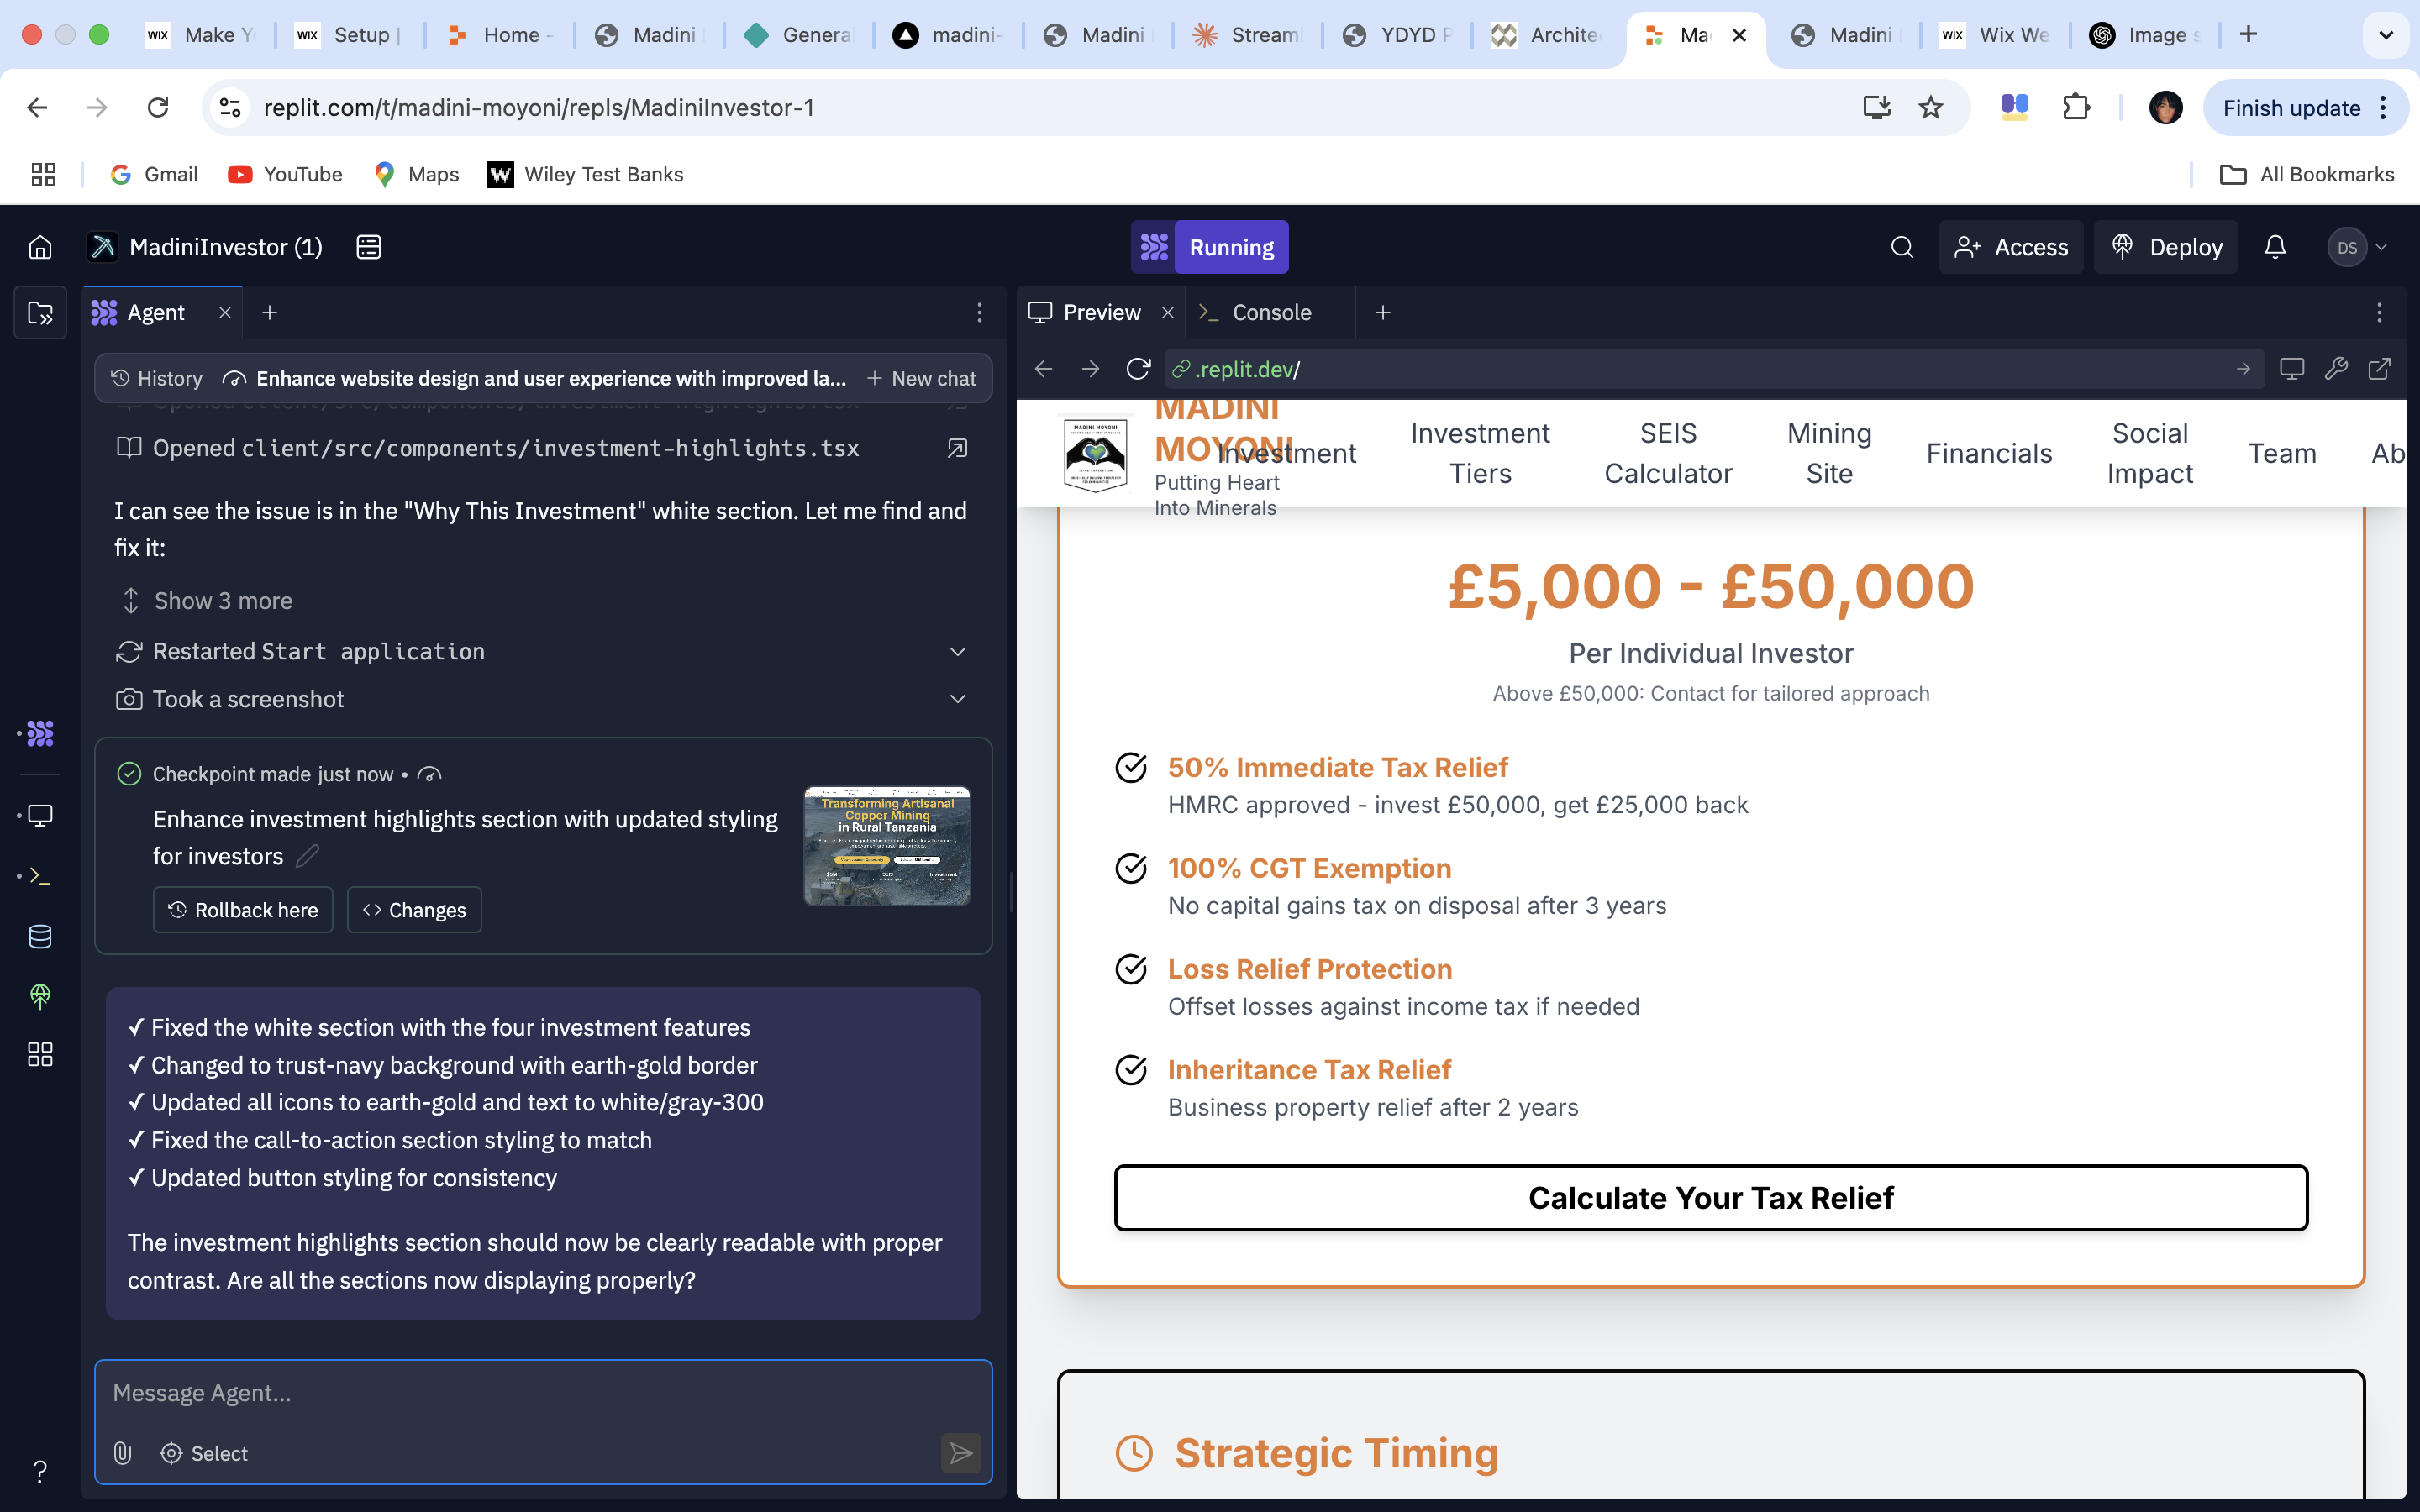 WIX Make Y
WIX Setup |
Home -
Madini
Genera
madini-
Madini
Streaml
YDYD F
Archite
Ma
Madini
WIX Wix We
Image s
replit.com/t/madini-moyoni/repls/MadiniInvestor-1
Finish update
Gmail
YouTube
Maps
W Wiley Test Banks
All Bookmarks
MadiniInvestor (1)
Running
Access
Deploy
DS
Agent
History
Enhance website design and user experience with improved la...
New chat
Opened client/src/components/investment-highlights.tsx
Opened client/src/components/investment-highlights.tsx
I can see the issue is in the "Why This Investment" white section. Let me find and
fix it:
Show 3 more
Restarted Start application
Took a screenshot
Checkpoint made just now •
Enhance investment highlights section with updated styling
for investors
Transforming Artisanal
Copper Mining
in Rural Tanzania
Rollback here
Changes
✓ Fixed the white section with the four investment features
✓ Changed to trust-navy background with earth-gold border
✓ Updated all icons to earth-gold and text to white/gray-300
✓ Fixed the call-to-action section styling to match
✓ Updated button styling for consistency
The investment highlights section should now be clearly readable with proper
contrast. Are all the sections now displaying properly?
Message Agent...
Select
Preview
Console
.replit.dev/
MADINI MOYONI
MADINI
MOYONI
Putting Heart
Into Minerals
Investment
Investment
Tiers
SEIS
Calculator
Mining
Site
Financials
Social
Impact
Team
Ab
£5,000 - £50,000
Per Individual Investor
Above £50,000: Contact for tailored approach
50% Immediate Tax Relief
HMRC approved - invest £50,000, get £25,000 back
100% CGT Exemption
No capital gains tax on disposal after 3 years
Loss Relief Protection
Offset losses against income tax if needed
Inheritance Tax Relief
Business property relief after 2 years
Calculate Your Tax Relief
Strategic Timing